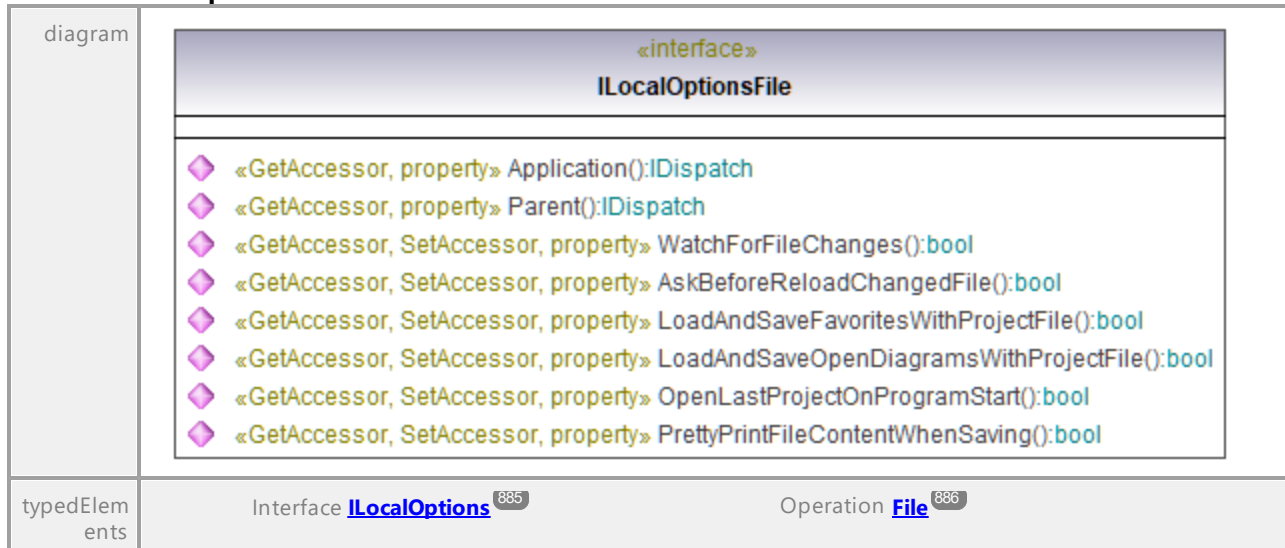 diagram
«interface»
ILocalOptionsFile
«GetAccessor, property» Application():IDispatch
«GetAccessor, property» Parent():IDispatch
«GetAccessor, SetAccessor, property» WatchForFileChanges():bool
«GetAccessor, SetAccessor, property» AskBeforeReloadChangedFile():bool
«GetAccessor, SetAccessor, property» LoadAndSaveFavoritesWithProjectFile():bool
«GetAccessor, SetAccessor, property» LoadAndSaveOpenDiagramsWithProjectFile():bool
«GetAccessor, SetAccessor, property» OpenLastProjectOnProgramStart():bool
«GetAccessor, SetAccessor, property» PrettyPrintFileContentWhenSaving():bool
typedElem
ents
Interface ILocalOptions 885 Operation File 886